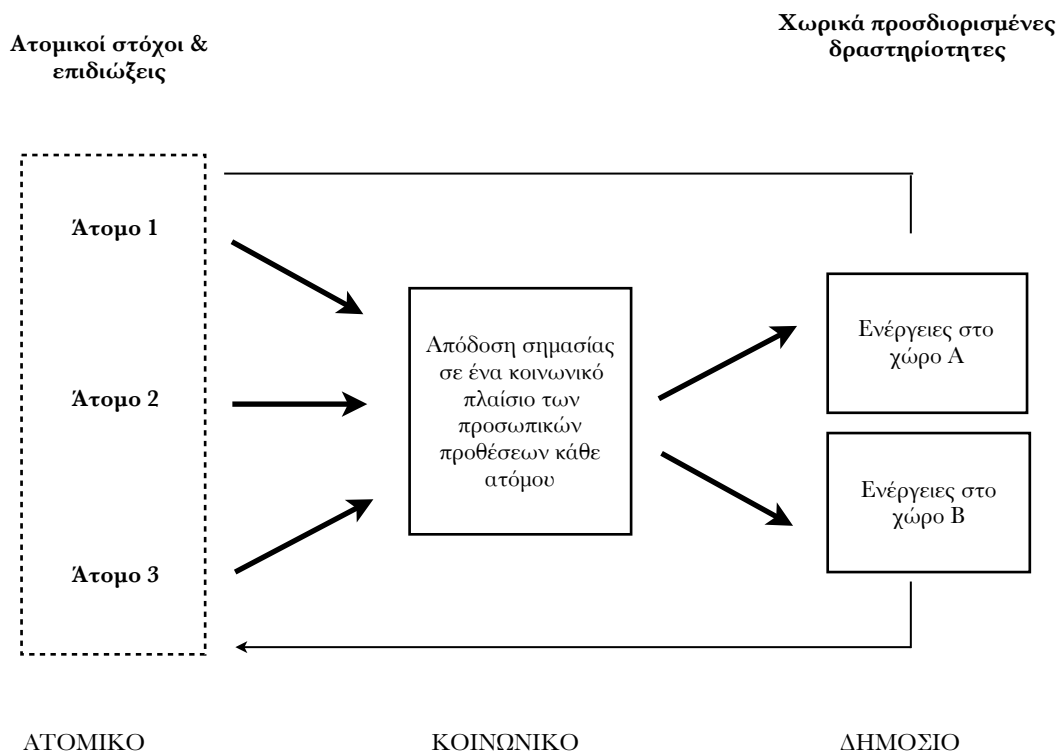 Ατομικοί στόχοι &
επιδιώξεις
Χωρικά προσδιορισμένες
δραστηρίοτητες
Άτομο 1
Άτομο 2
Άτομο 3
Απόδοση σημασίας
σε ένα κοινωνικό
πλαίσιο των
προσωπικών
προθέσεων κάθε
ατόμου
Ενέργειες στο
χώρο Α
Ενέργειες στο
χώρο Β
ΑΤΟΜΙΚΟ
ΚΟΙΝΩΝΙΚΟ
ΔΗΜΟΣΙΟ